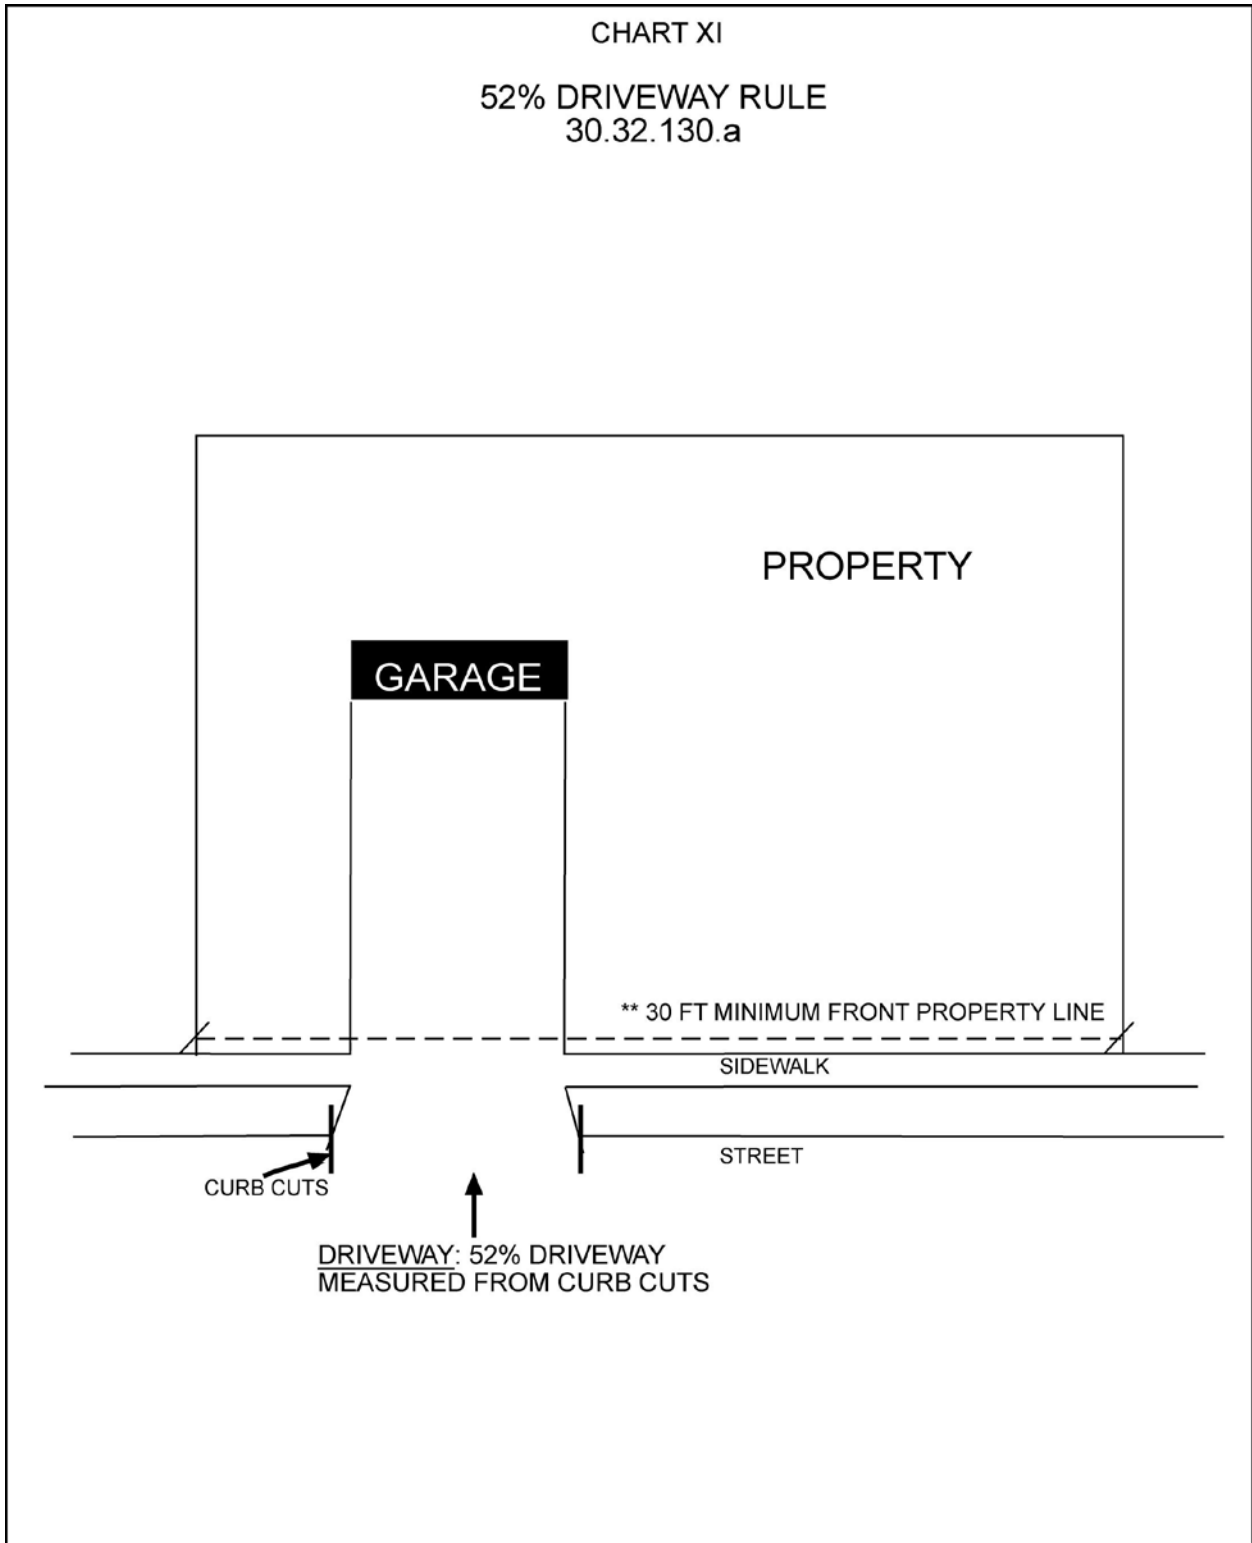 CHART XI
52% DRIVEWAY RULE
30.32.130.a
PROPERTY
GARAGE
** 30 FT MINIMUM FRONT PROPERTY LINE
SIDEWALK
STREET
CURB CUTS
DRIVEWAY: 52% DRIVEWAY
MEASURED FROM CURB CUTS